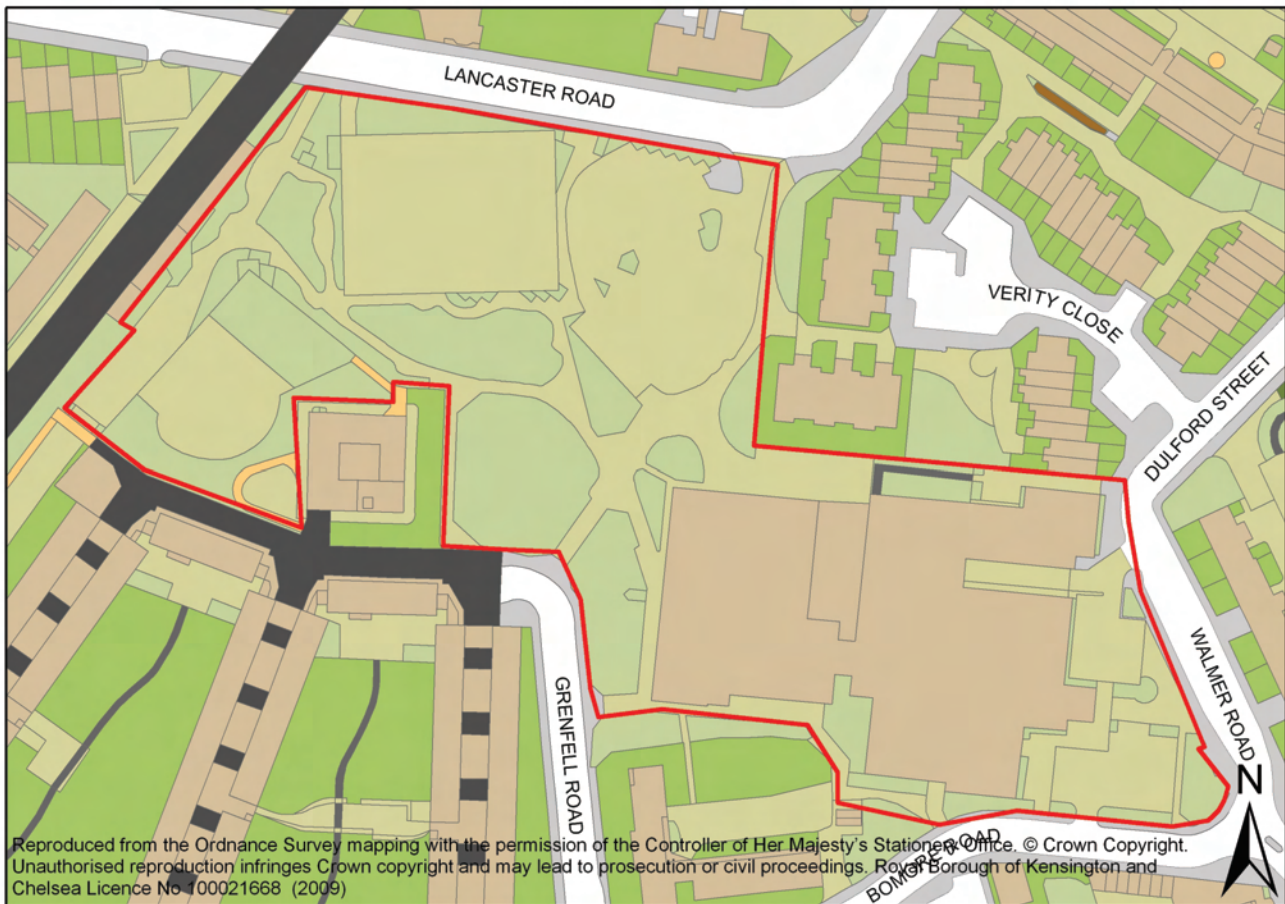 LANCASTER ROAD
VERITY CLOSE
DULFORD STREET
WALMER ROAD
GRENFELL ROAD
N
BOMORE ROAD
Reproduced from the Ordnance Survey mapping with the permission of the Controller of Her Majesty's Stationery Office. © Crown Copyright.
Unauthorised reproduction infringes Crown copyright and may lead to prosecution or civil proceedings. Royal Borough of Kensington and
Chelsea Licence No 100021668 (2009)